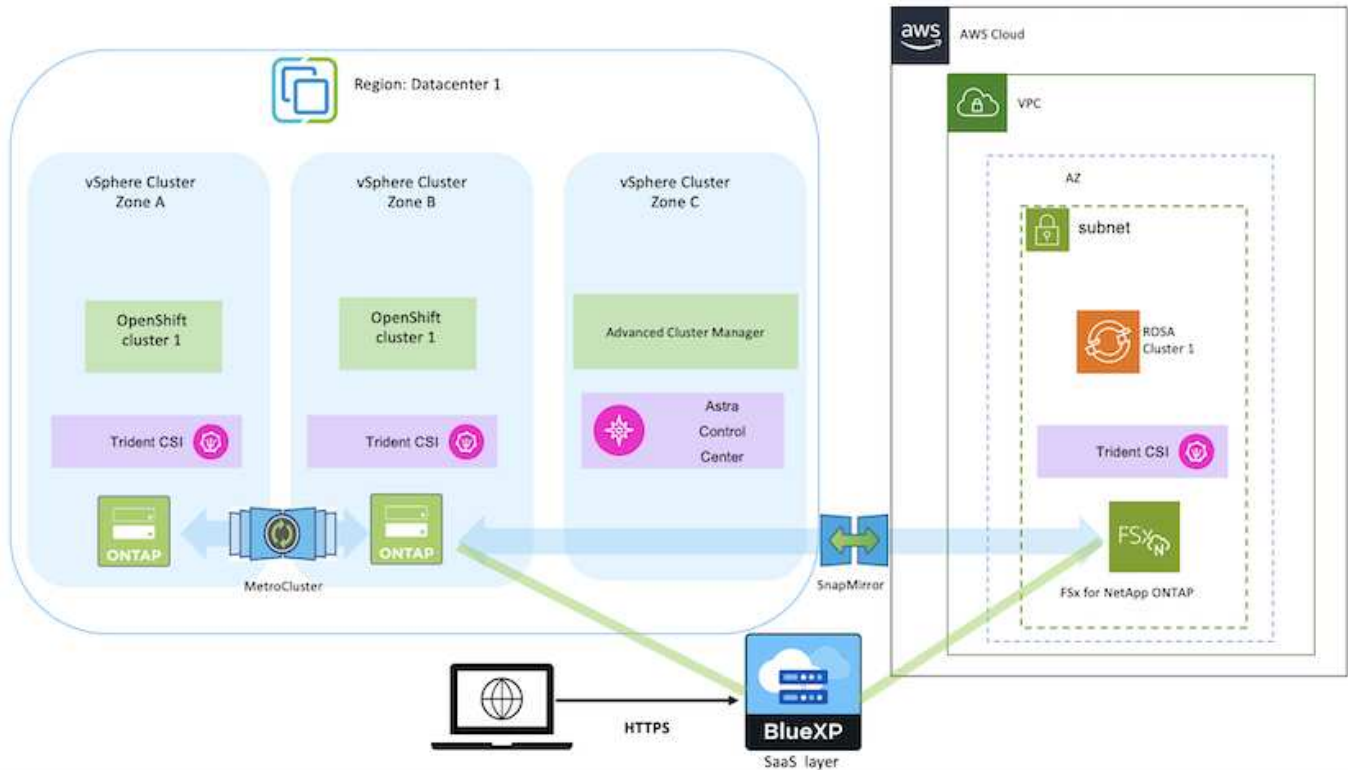 aws
AWS Cloud
Region: Datacenter 1
VPC
vSphere Cluster
Zone A
vSphere Cluster
Zone B
vSphere Cluster
Zone C
AZ
subnet
OpenShift
cluster 1
OpenShift
cluster 1
Advanced Cluster Manager
ROSA
Cluster 1
Trident CSI
Trident CSI
Astra
Control
Center
Trident CSI
ONTAP
ONTAP
FSx
N
MetroCluster
SnapMirror
FSx for NetApp ONTAP
HTTPS
BlueXP
SaaS layer